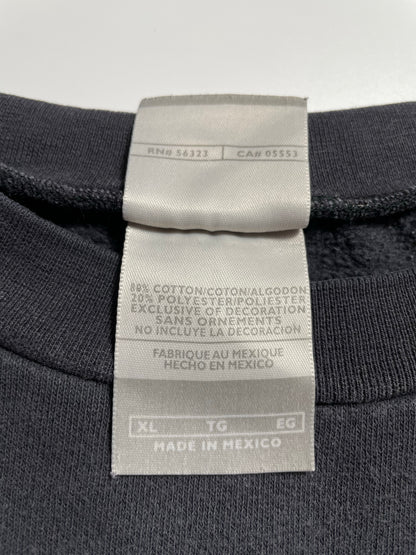 RN# 56323 CA# 05553
80% COTTON/COTON/ALGODON
20% POLYESTER/POLIESTER
EXCLUSIVE OF DECORATION
SANS ORNEMENTS
NO INCLUYE LA DECORACION
FABRIQUE AU MEXIQUE
HECHO EN MEXICO
XL TG EG
MADE IN MEXICO